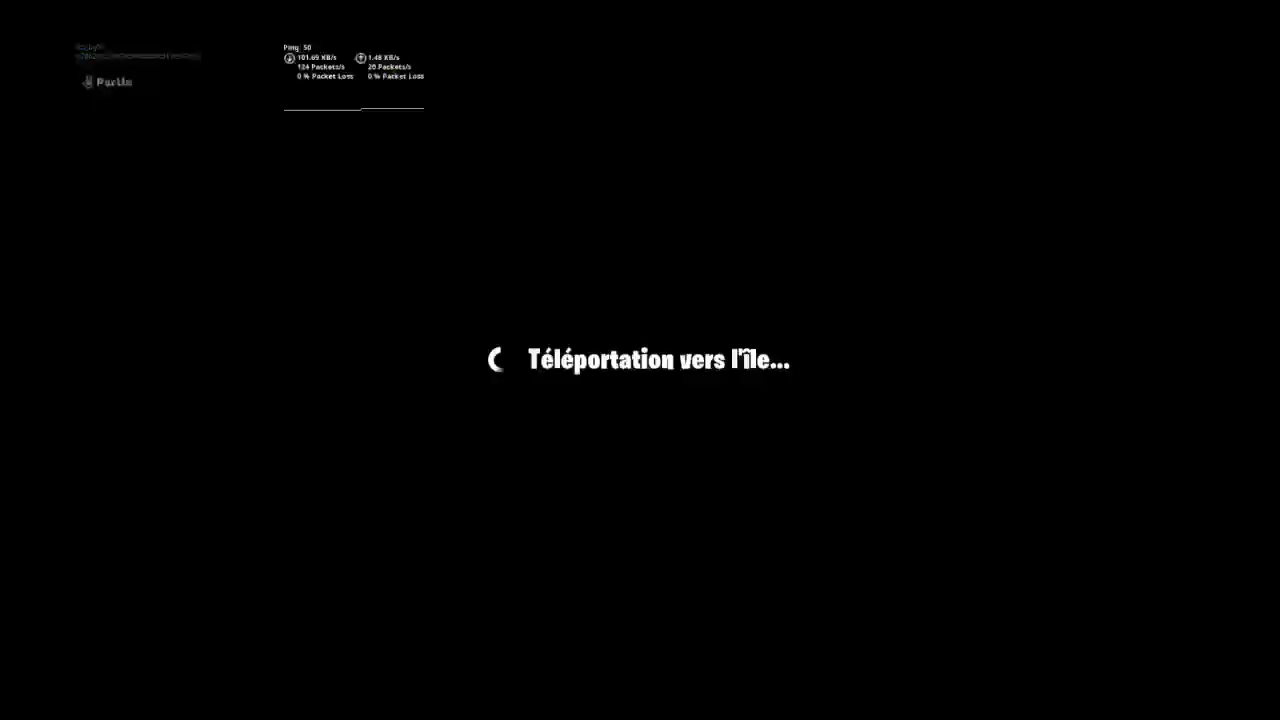 Ping: 50
101.69 KB/s 1.48 KB/s
124 Packets/s 26 Packets/s
0 % Packet Loss 0 % Packet Loss
Téléportation vers l'île...